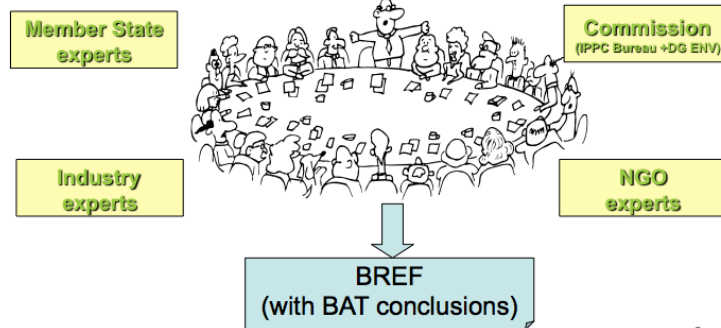 Member State
experts
Commission
(IPPC Bureau +DG ENV)
Industry
experts
NGO
experts
BREF
(with BAT conclusions)